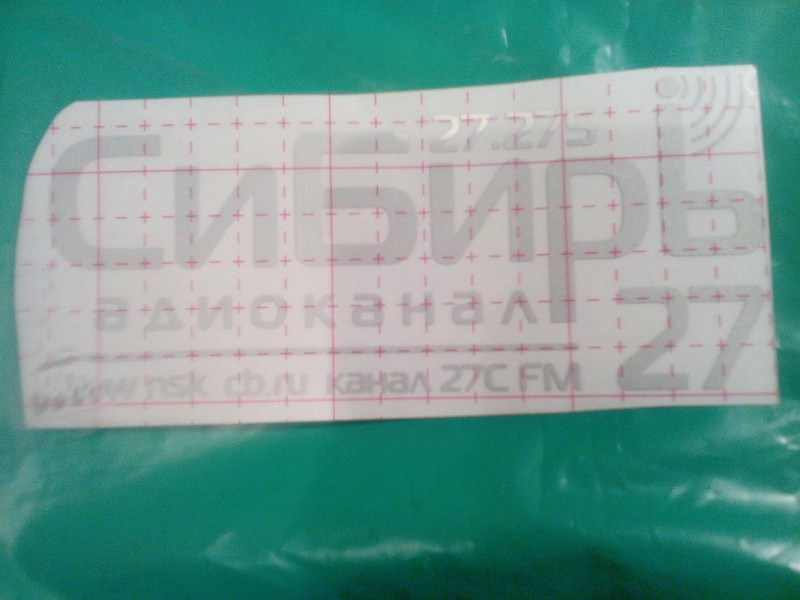 27.275
СиБирь
адиоканал
27
www nsk cb.ru канал 27C FM